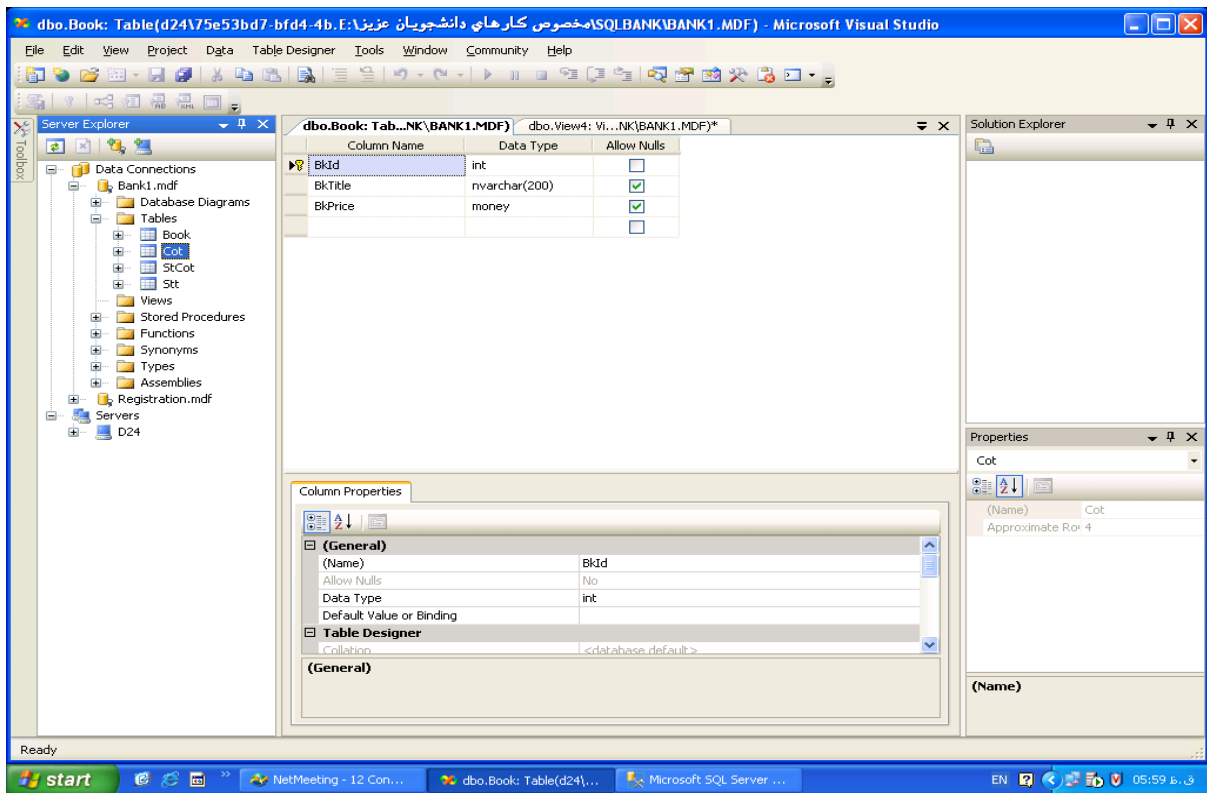 dbo.Book: Table(d24\75e53bd7-bfd4-4b.E:\مخصوص كارهاي دانشجويان عزيز\SQLBANK\BANK1.MDF) - Microsoft Visual Studio
File Edit View Project Data Table Designer Tools Window Community Help
Toolbox
Server Explorer
Data Connections
Bank1.mdf
Database Diagrams
Tables
Book
Cot
StCot
Stt
Views
Stored Procedures
Functions
Synonyms
Types
Assemblies
Registration.mdf
Servers
D24
dbo.Book: Tab...NK\BANK1.MDF) dbo.View4: Vi...NK\BANK1.MDF)*
Column Name Data Type Allow Nulls
BkId int
BkTitle nvarchar(200)
BkPrice money
Column Properties
(General)
(Name) BkId
Allow Nulls No
Data Type int
Default Value or Binding
Table Designer
Collation <database default>
(General)
Solution Explorer
Properties
Cot
(Name) Cot
Approximate Ro 4
(Name)
Ready
start NetMeeting - 12 Con... dbo.Book: Table(d24\... Microsoft SQL Server ... EN 05:59 ق.ظ